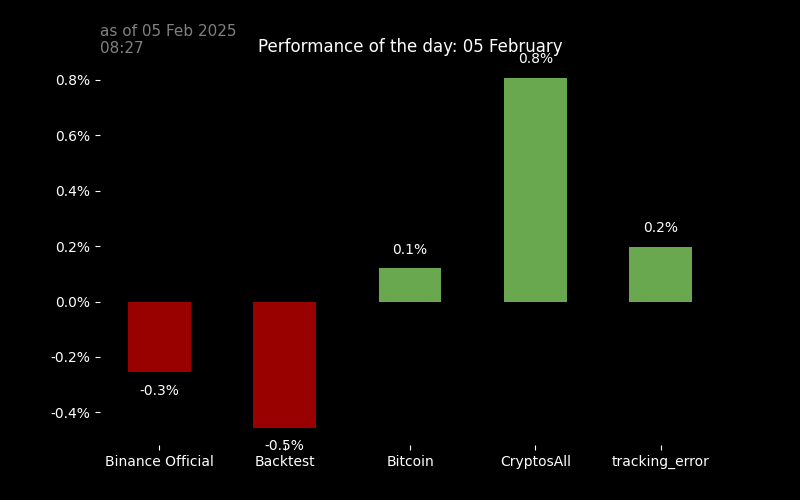 as of 05 Feb 2025
08:27
Performance of the day: 05 February
0.8%
0.8%
0.6%
0.4%
0.2%
0.2%
0.1%
0.0%
-0.2%
-0.3%
-0.4%
-0.5%
Binance Official
Backtest
Bitcoin
CryptosAll
tracking_error